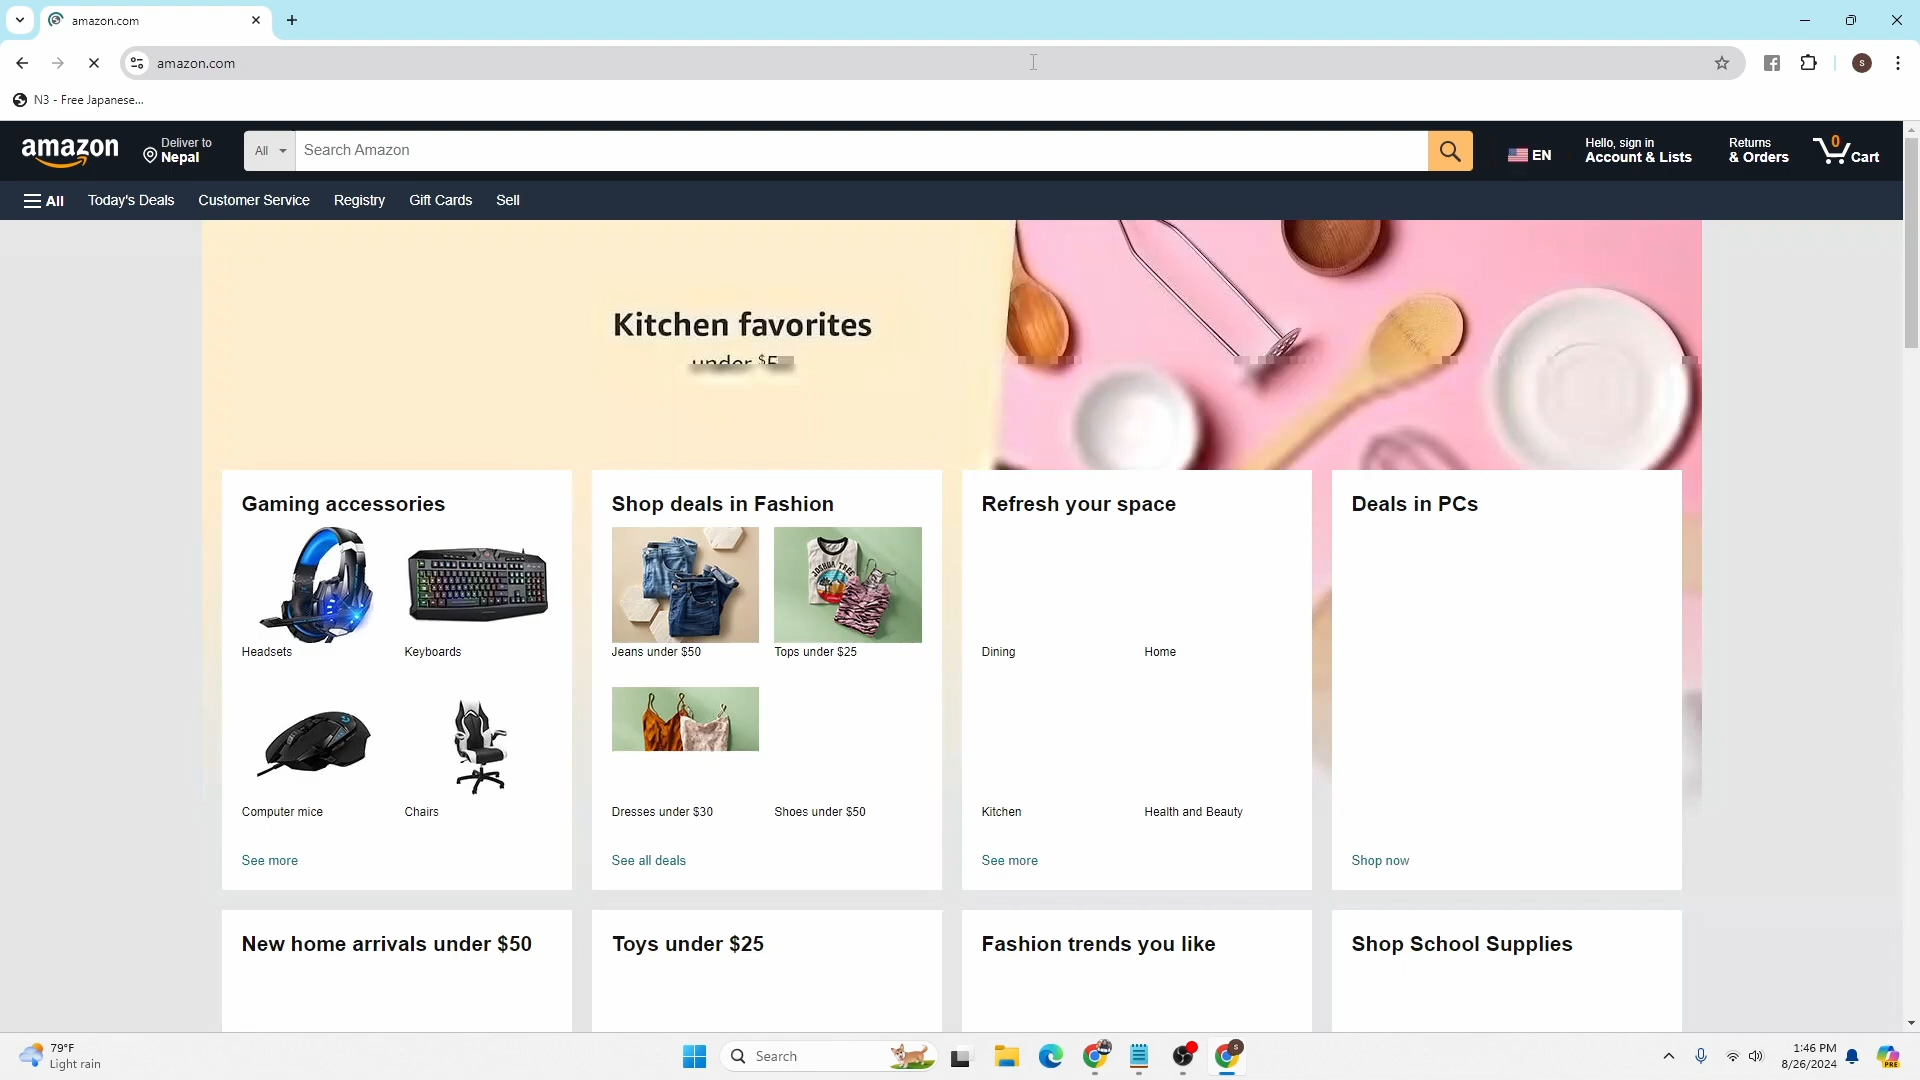 amazon.com
amazon.com
N3 - Free Japanese...
amazon
Deliver to
Nepal
All
Search Amazon
EN
Hello, sign in
Account & Lists
Returns
& Orders
0
Cart
All
Today's Deals
Customer Service
Registry
Gift Cards
Sell
Kitchen favorites
under
Gaming accessories
Shop deals in Fashion
Refresh your space
Deals in PCs
JOSHUA TREE
Headsets
Keyboards
Jeans under $50
Tops under $25
Dining
Home
Computer mice
Chairs
Dresses under $30
Shoes under $50
Kitchen
Health and Beauty
See more
See all deals
See more
Shop now
New home arrivals under $50
Toys under $25
Fashion trends you like
Shop School Supplies
79°F
Light rain
Search
1:46 PM
8/26/2024
PRE